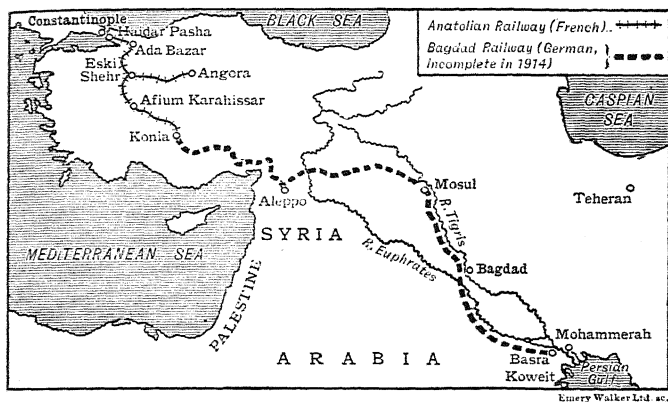 Constantinople
BLACK SEA
Haidar Pasha
Ada Bazar
Eski
Shehr
Angora
Afium Karahissar
Konia
Anatolian Railway (French)..
Bagdad Railway (German,
incomplete in 1914)
CASPIAN
SEA
Aleppo
Mosul
Teheran
R. Tigris
SYRIA
MEDITERRANEAN SEA
R. Euphrates
Bagdad
PALESTINE
ARABIA
Mohammerah
Basra
Koweit
Persian
Gulf
Emery Walker Ltd. sc.